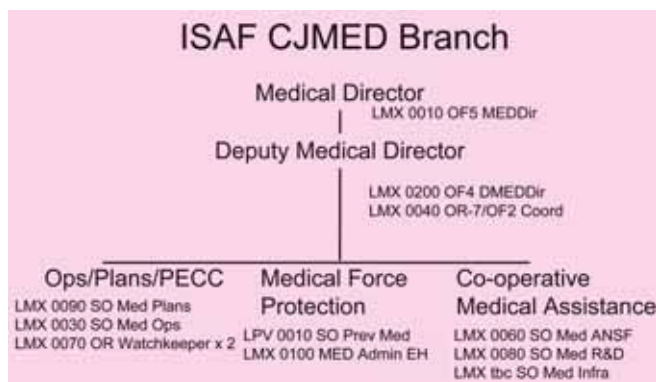 ISAF CJMED Branch
Medical Director
LMX 0010 OF5 MEDDir
Deputy Medical Director
LMX 0200 OF4 DMEDDir
LMX 0040 OR-7/OF2 Coord
Ops/Plans/PECC
LMX 0090 SO Med Plans
LMX 0030 SO Med Ops
LMX 0070 OR Watchkeeper x 2
Medical Force
Protection
LPV 0010 SO Prev Med
LMX 0100 MED Admin EH
Co-operative
Medical Assistance
LMX 0060 SO Med ANSF
LMX 0080 SO Med R&D
LMX tbc SO Med Infra